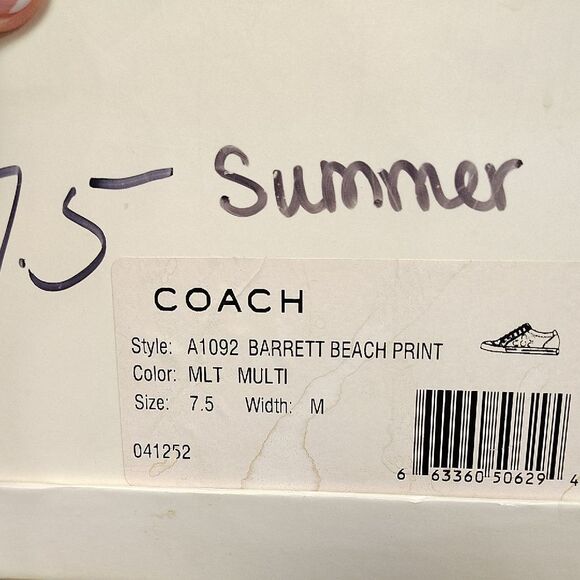 7.5 Summer
COACH
Style: A1092 BARRETT BEACH PRINT
Color: MLT MULTI
Size: 7.5 Width: M
041252
6 63360 50629 4